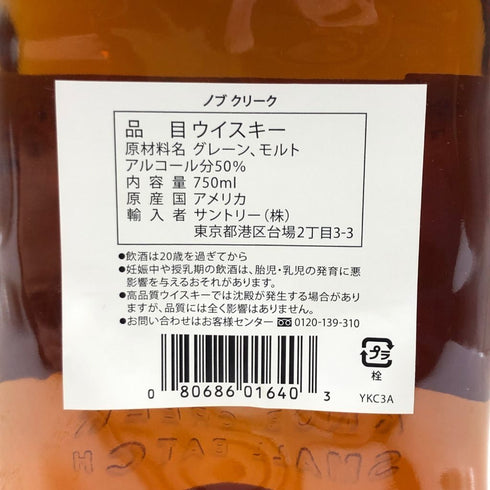 ノブ クリーク
品 目 ウイスキー
原材料名 グレーン、モルト
アルコール分50%
内 容 量 750ml
原 産 国 アメリカ
輸 入 者 サントリー(株)
東京都港区台場2丁目3-3
●飲酒は20歳を過ぎてから
●妊娠中や授乳期の飲酒は、胎児・乳児の発育に悪
影響を与えるおそれがあります。
●高品質ウイスキーでは沈殿が発生する場合があり
ますが、品質には全く影響はありません。
●お問い合わせはお客様センター 0120-139-310
プラ
栓
0 80686 01640 3
YKC3A